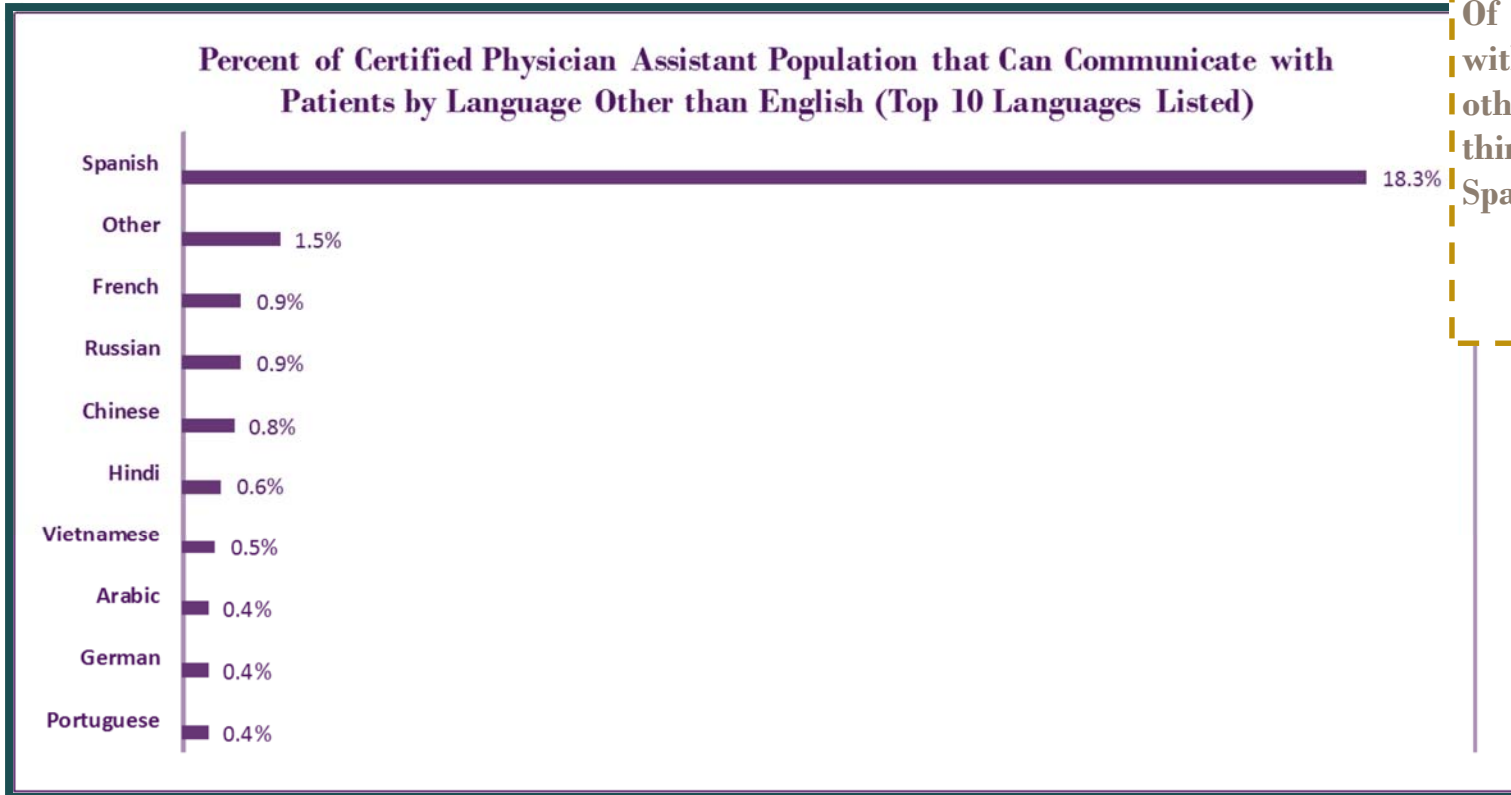 Percent of Certified Physician Assistant Population that Can Communicate with
Patients by Language Other than English (Top 10 Languages Listed)
Spanish 18.3%
Other 1.5%
French 0.9%
Russian 0.9%
Chinese 0.8%
Hindi 0.6%
Vietnamese 0.5%
Arabic 0.4%
German 0.4%
Portuguese 0.4%
Of